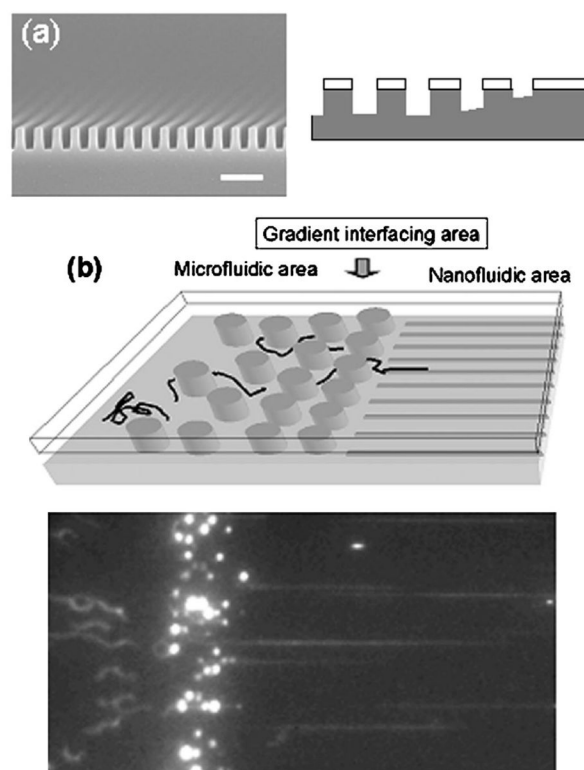 (a)
Gradient interfacing area
(b)
Microfluidic area
Nanofluidic area